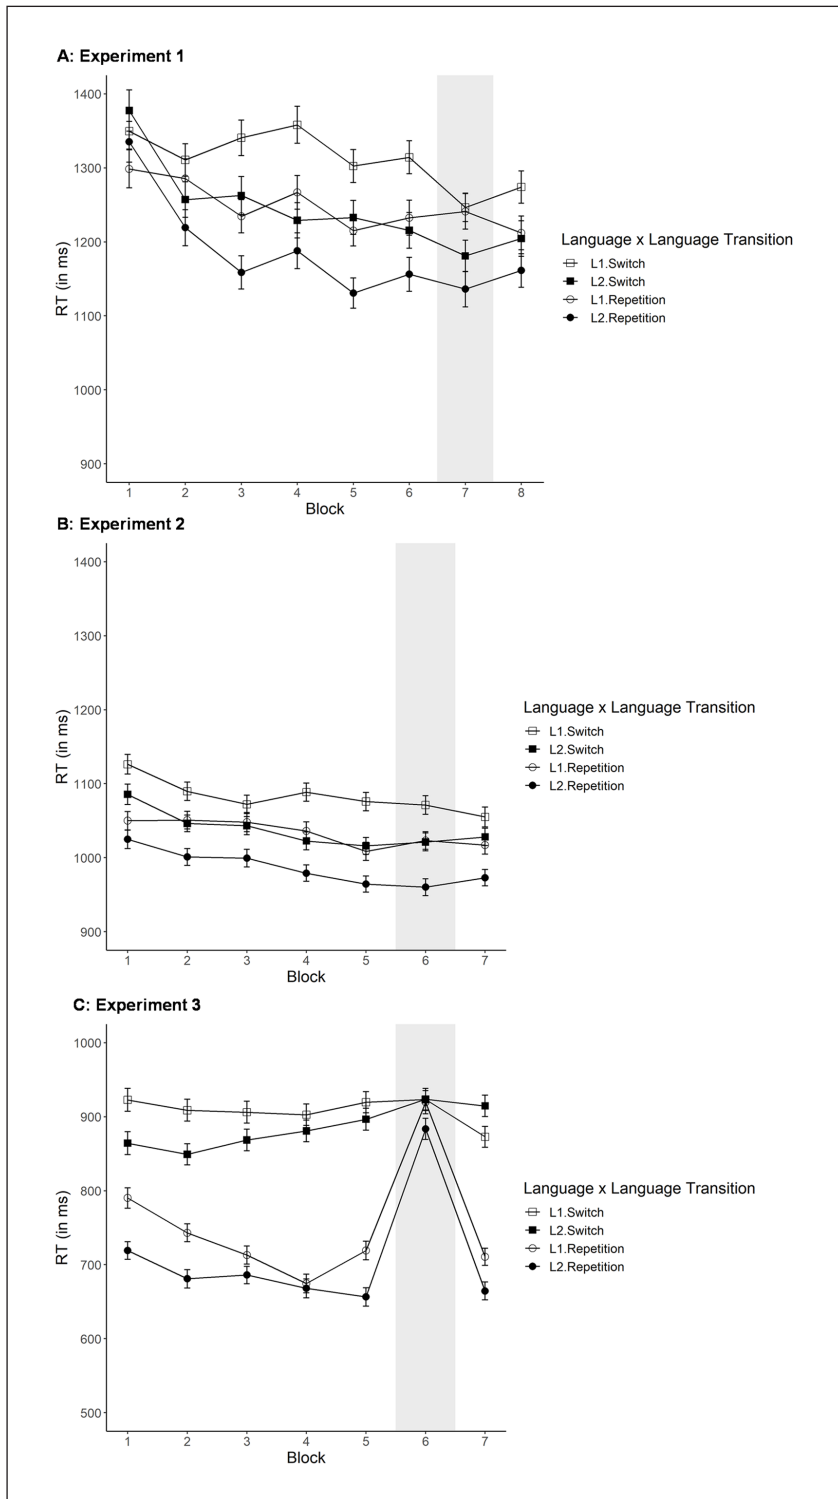 A: Experiment 1
1400
1300
1200
1100
1000
900
RT (in ms)
1 2 3 4 5 6 7 8
Block
Language x Language Transition
L1.Switch
L2.Switch
L1.Repetition
L2.Repetition
B: Experiment 2
1400
1300
1200
1100
1000
900
RT (in ms)
1 2 3 4 5 6 7
Block
Language x Language Transition
L1.Switch
L2.Switch
L1.Repetition
L2.Repetition
C: Experiment 3
1000
900
800
700
600
500
RT (in ms)
1 2 3 4 5 6 7
Block
Language x Language Transition
L1.Switch
L2.Switch
L1.Repetition
L2.Repetition